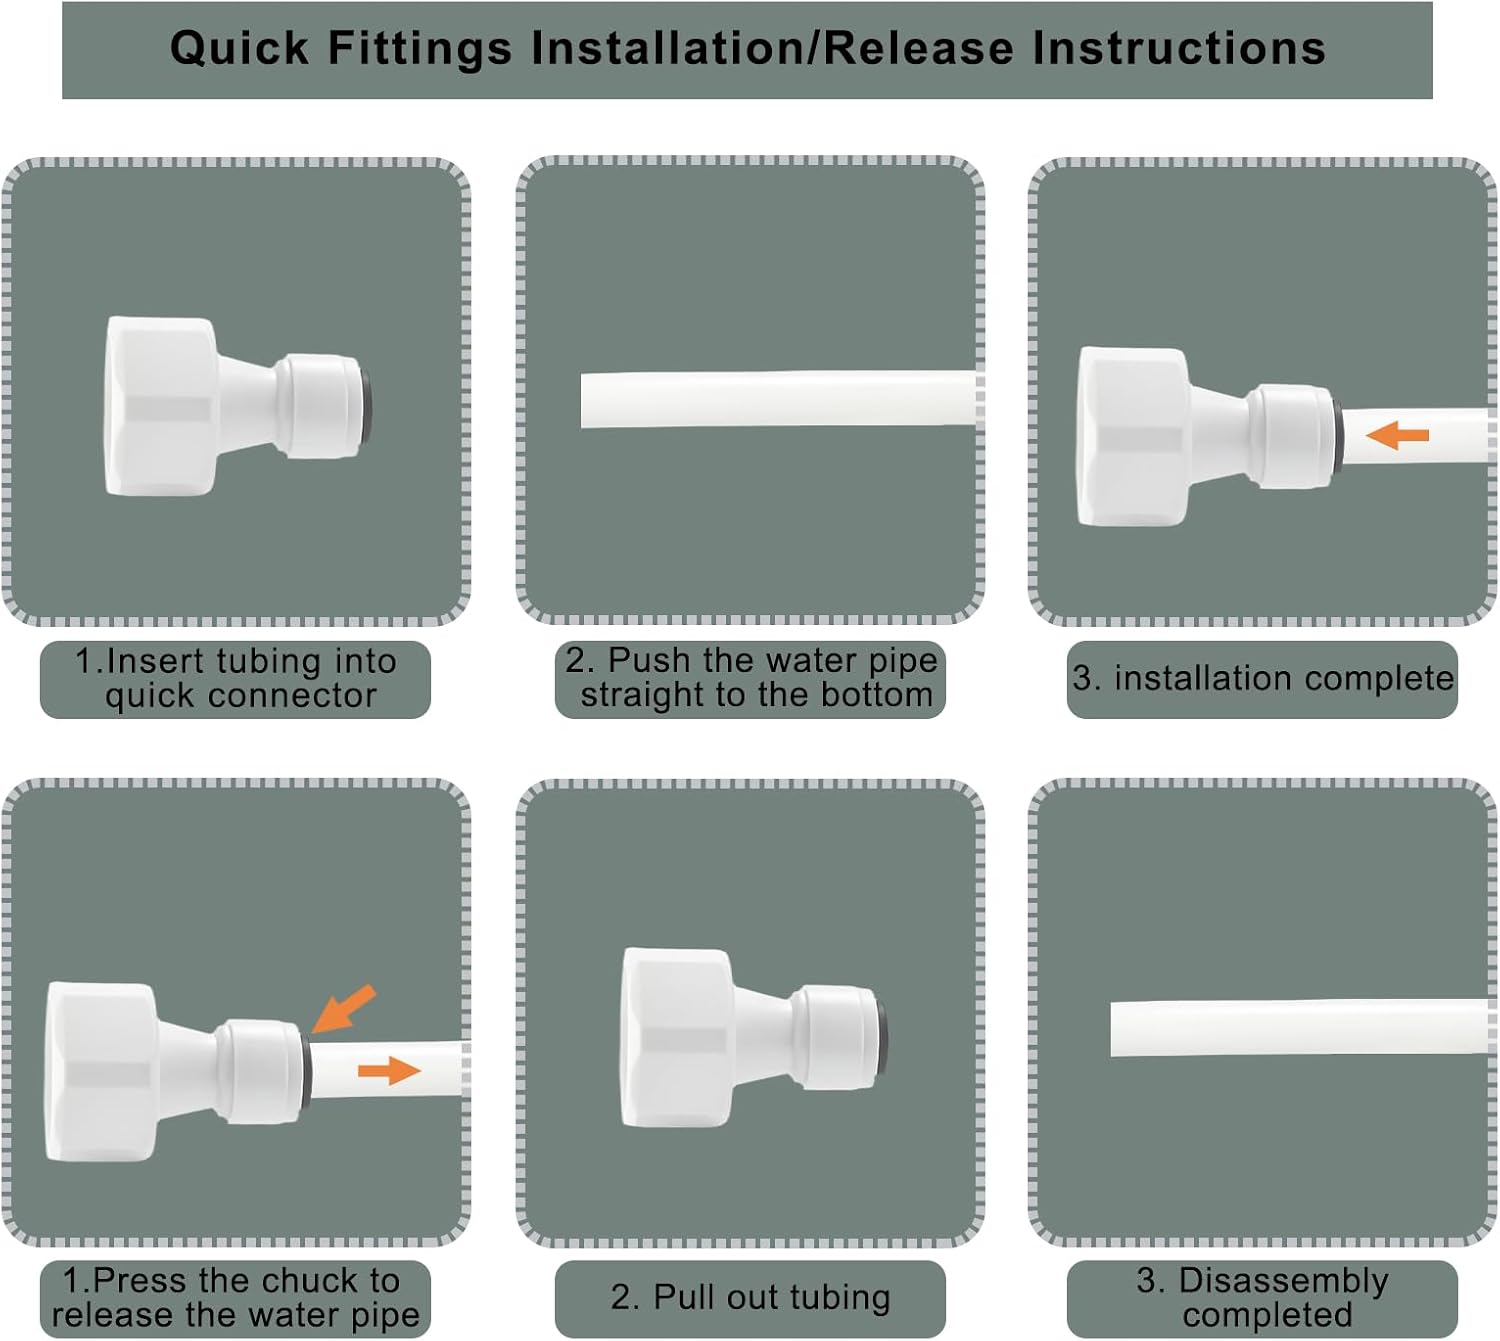 Quick Fittings Installation/Release Instructions
1.Insert tubing into
quick connector
2. Push the water pipe
straight to the bottom
3. installation complete
1.Press the chuck to
release the water pipe
2. Pull out tubing
3. Disassembly
completed